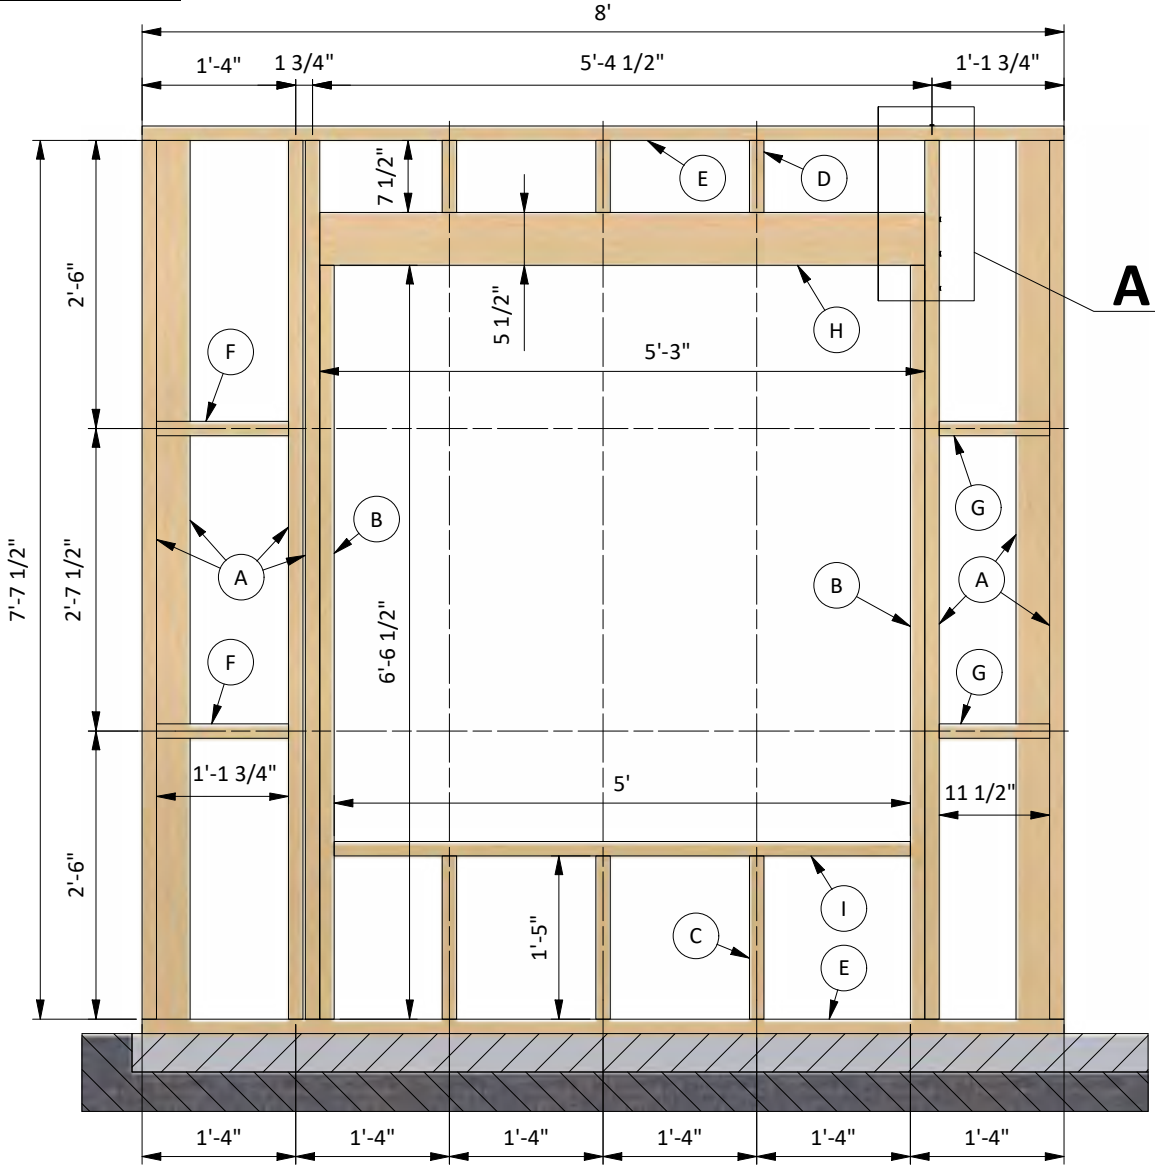 8'
1'-4" 1 3/4" 5'-4 1/2" 1'-1 3/4"
7 1/2"
E D
2'-6"
A
5 1/2"
H
F
5'-3"
B
G
7'-7 1/2"
2'-7 1/2"
A
B
A
6'-6 1/2"
F
G
1'-1 3/4"
5'
11 1/2"
2'-6"
1'-5"
I
C
E
1'-4" 1'-4" 1'-4" 1'-4" 1'-4" 1'-4"